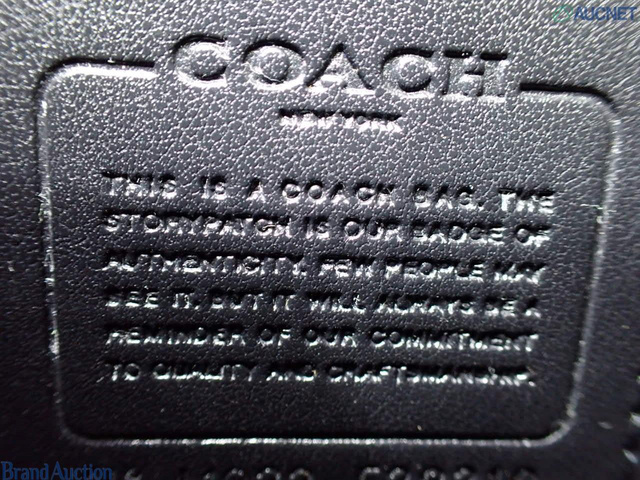 AUCNET
COACH
NEW YORK
THIS IS A COACH BAG. THE
STORYPATCH IS OUR BADGE OF
AUTHENTICITY. FEW PEOPLE MAY
SEE IT, BUT IT WILL ALWAYS BE A
REMINDER OF OUR COMMITMENT
TO QUALITY AND CRAFTSMANSHIP.
Brand Auction